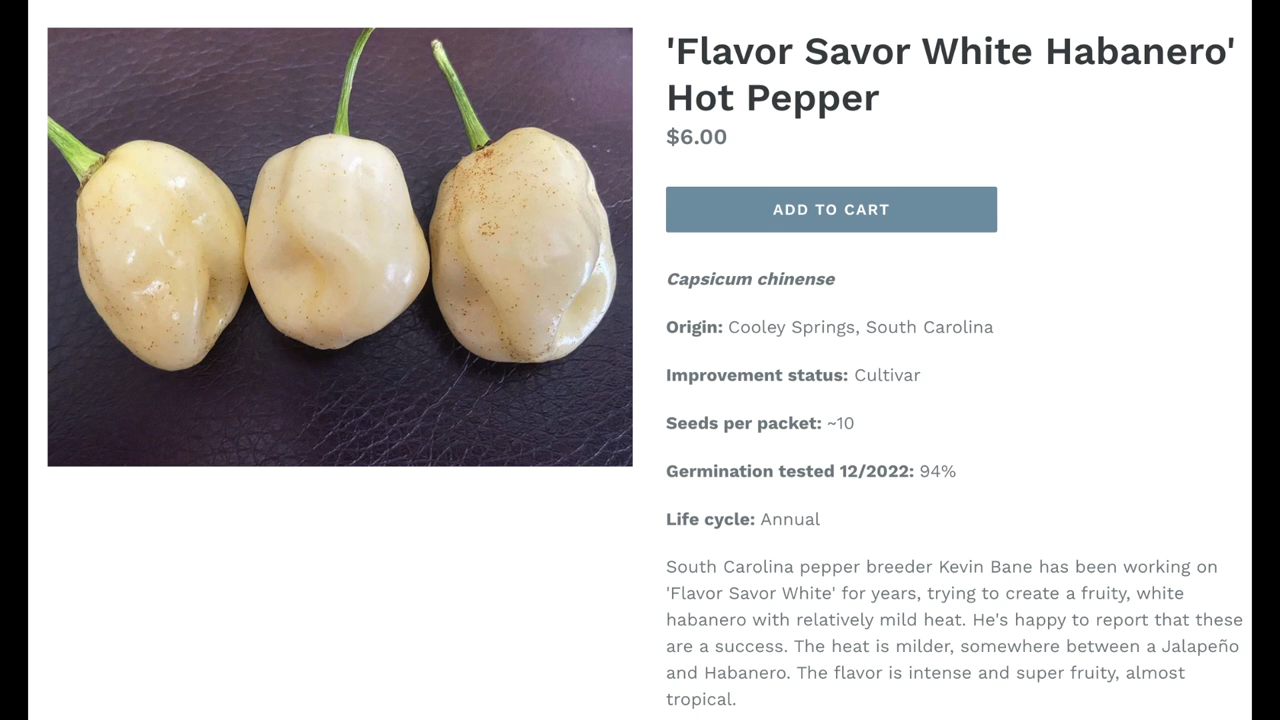 'Flavor Savor White Habanero'
Hot Pepper
$6.00
ADD TO CART
Capsicum chinense
Origin: Cooley Springs, South Carolina
Improvement status: Cultivar
Seeds per packet: ~10
Germination tested 12/2022: 94%
Life cycle: Annual
South Carolina pepper breeder Kevin Bane has been working on
'Flavor Savor White' for years, trying to create a fruity, white
habanero with relatively mild heat. He's happy to report that these
are a success. The heat is milder, somewhere between a Jalapeño
and Habanero. The flavor is intense and super fruity, almost
tropical.